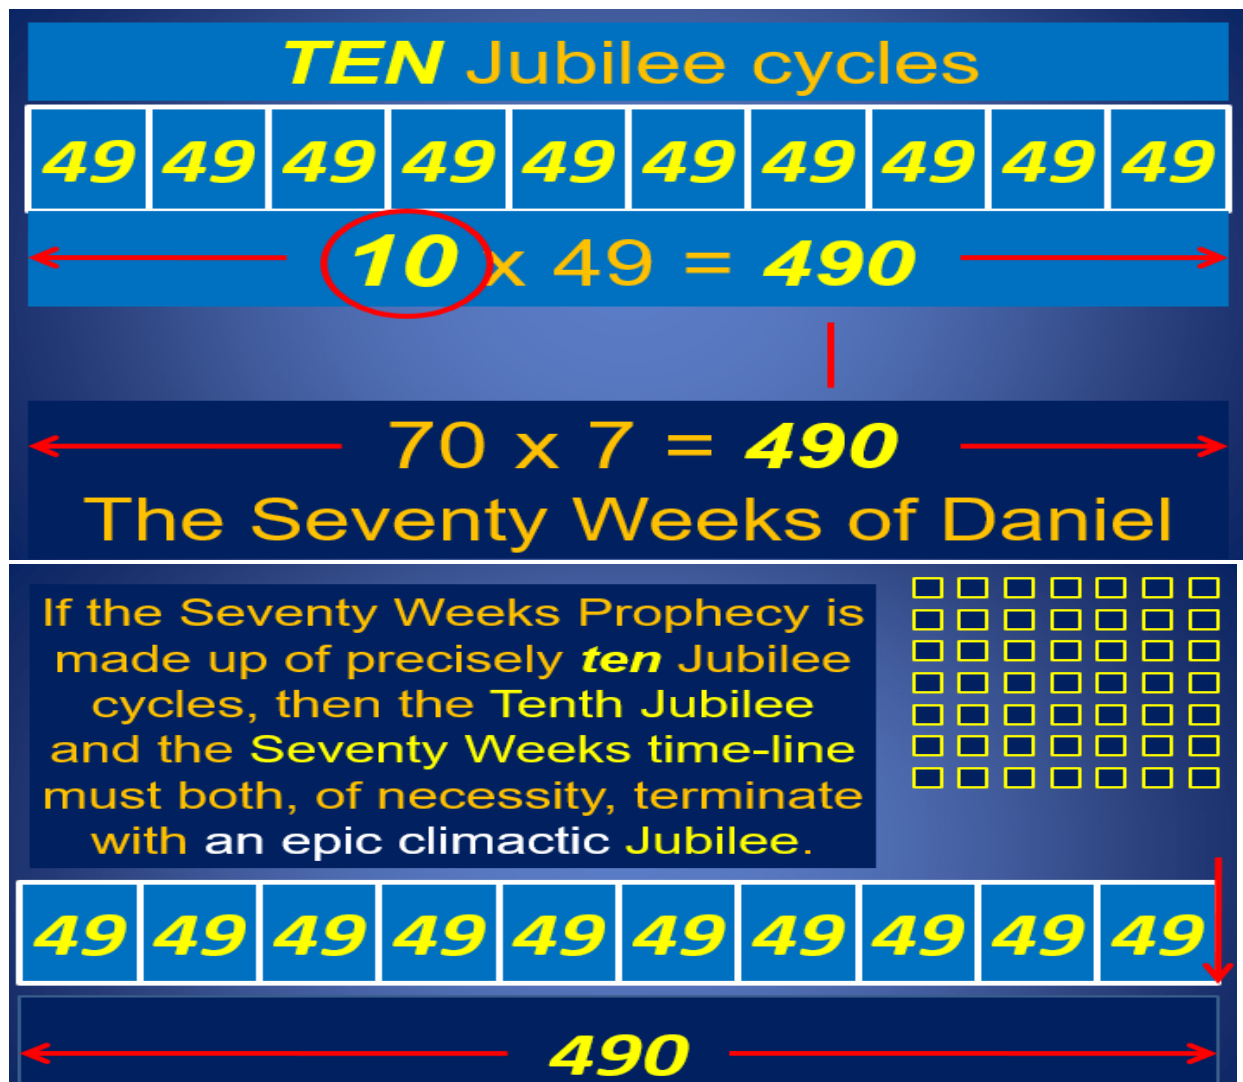 TEN Jubilee cycles
49 49 49 49 49 49 49 49 49 49
10 x 49 = 490
70 x 7 = 490
The Seventy Weeks of Daniel
If the Seventy Weeks Prophecy is
made up of precisely ten Jubilee
cycles, then the Tenth Jubilee
and the Seventy Weeks time-line
must both, of necessity, terminate
with an epic climactic Jubilee.
49 49 49 49 49 49 49 49 49 49
490